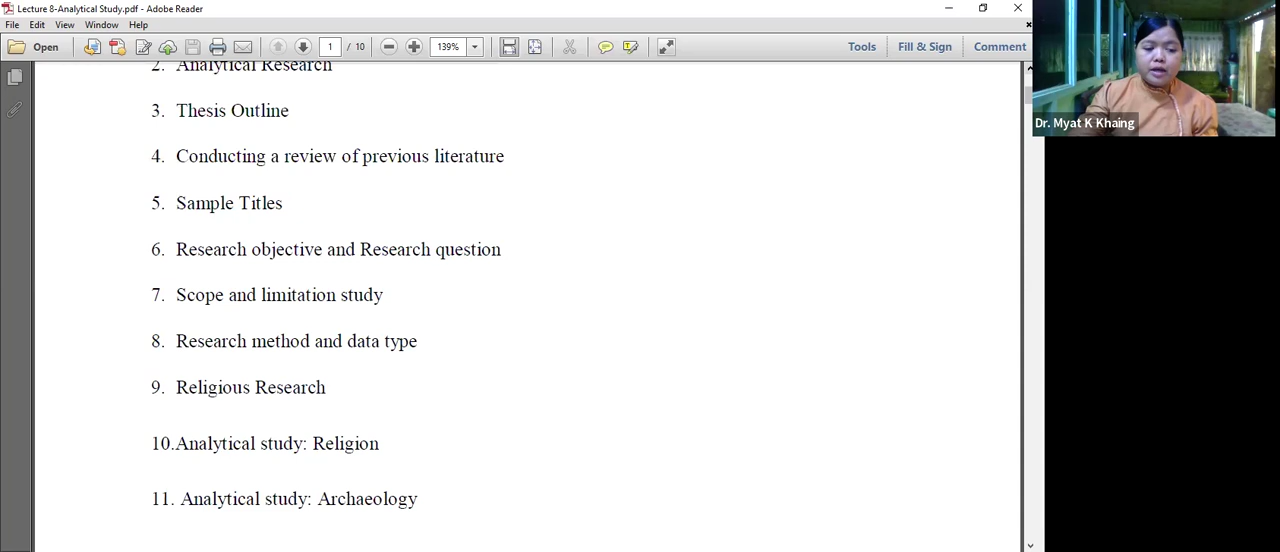 Lecture 8-Analytical Study.pdf - Adobe Reader
File Edit View Window Help
Open 1 / 10 139% Tools Fill & Sign Comment
2. Analytical Research
3. Thesis Outline
4. Conducting a review of previous literature
5. Sample Titles
6. Research objective and Research question
7. Scope and limitation study
8. Research method and data type
9. Religious Research
10.Analytical study: Religion
11. Analytical study: Archaeology
Dr. Myat K Khaing